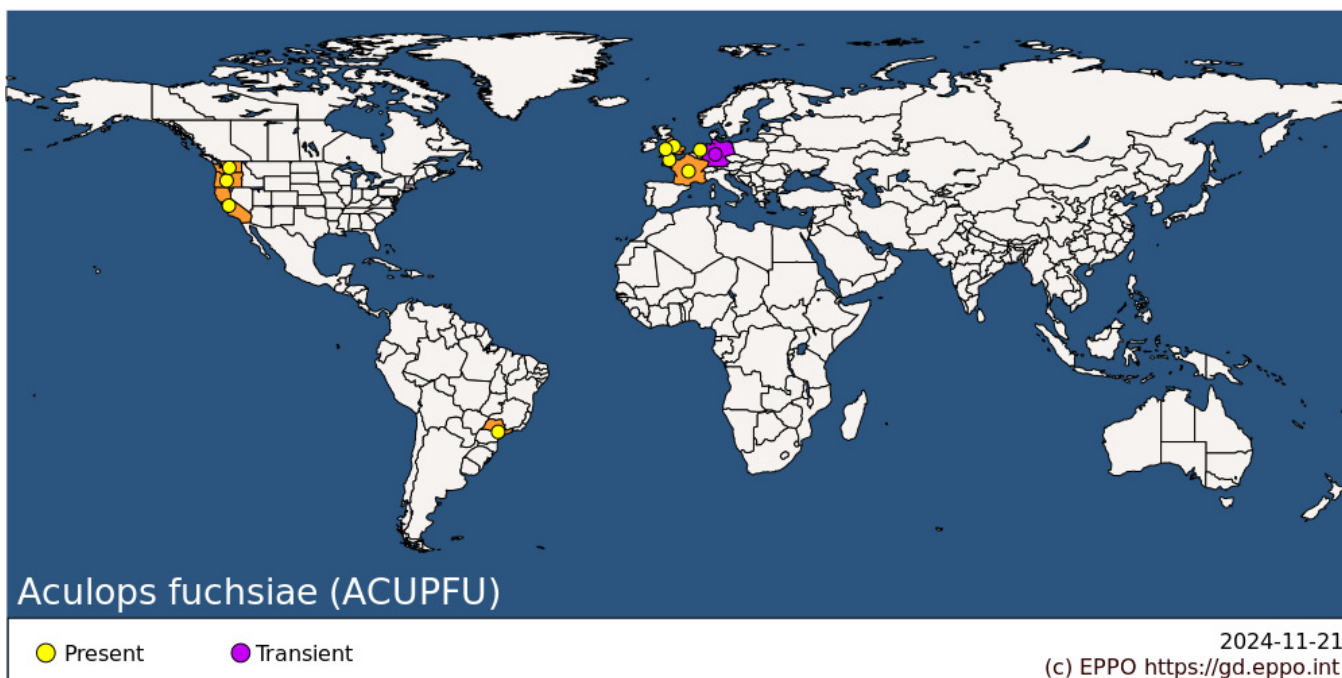 Aculops fuchsiae (ACUPFU)
Present
Transient
2024-11-21
(c) EPPO https://gd.eppo.int